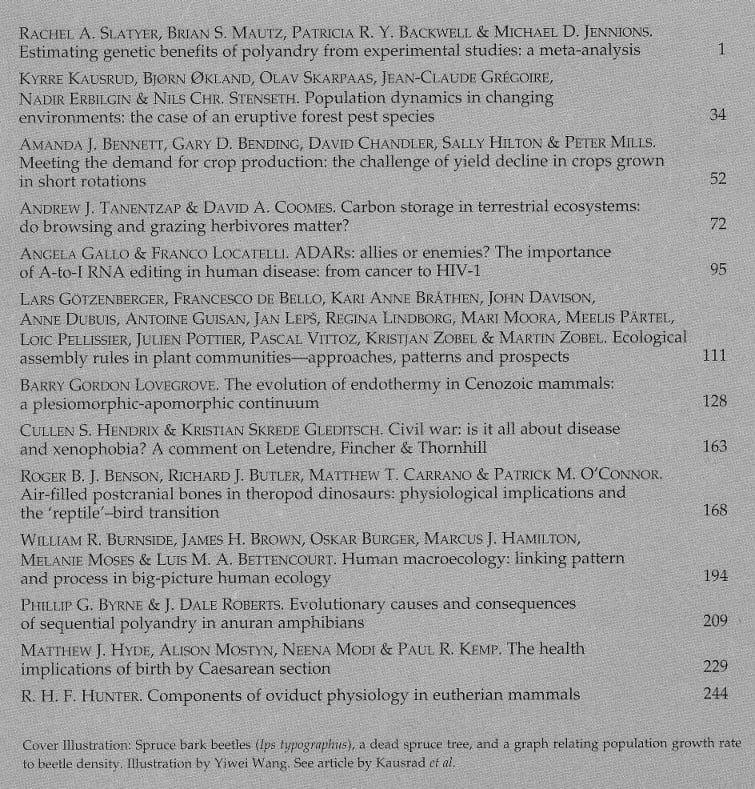 RACHEL A. SLATYER, BRIAN S. MAUTZ, PATRICIA R. Y. BACKWELL & MICHAEL D. JENNIONS.
Estimating genetic benefits of polyandry from experimental studies: a meta-analysis 1
KYRRE KAUSRUD, BJØRN ØKLAND, OLAV SKARPAAS, JEAN-CLAUDE GRÉGOIRE,
NADIR ERBILGIN & NILS CHR. STENSETH. Population dynamics in changing
environments: the case of an eruptive forest pest species 34
AMANDA J. BENNETT, GARY D. BENDING, DAVID CHANDLER, SALLY HILTON & PETER MILLS.
Meeting the demand for crop production: the challenge of yield decline in crops grown
in short rotations 52
ANDREW J. TANENTZAP & DAVID A. COOMES. Carbon storage in terrestrial ecosystems:
do browsing and grazing herbivores matter? 72
ANGELA GALLO & FRANCO LOCATELLI. ADARs: allies or enemies? The importance
of A-to-I RNA editing in human disease: from cancer to HIV-1 95
LARS GÖTZENBERGER, FRANCESCO DE BELLO, KARI ANNE BRÅTHEN, JOHN DAVISON,
ANNE DUBUIS, ANTOINE GUISAN, JAN LEPŠ, REGINA LINDBORG, MARI MOORA, MEELIS PÄRTEL,
LOIC PELLISSIER, JULIEN POTTIER, PASCAL VITTOZ, KRISTJAN ZOBEL & MARTIN ZOBEL. Ecological
assembly rules in plant communities—approaches, patterns and prospects 111
BARRY GORDON LOVEGROVE. The evolution of endothermy in Cenozoic mammals:
a plesiomorphic-apomorphic continuum 128
CULLEN S. HENDRIX & KRISTIAN SKREDE GLEDITSCH. Civil war: is it all about disease
and xenophobia? A comment on Letendre, Fincher & Thornhill 163
ROGER B. J. BENSON, RICHARD J. BUTLER, MATTHEW T. CARRANO & PATRICK M. O'CONNOR.
Air-filled postcranial bones in theropod dinosaurs: physiological implications and
the 'reptile'–bird transition 168
WILLIAM R. BURNSIDE, JAMES H. BROWN, OSKAR BURGER, MARCUS J. HAMILTON,
MELANIE MOSES & LUIS M. A. BETTENCOURT. Human macroecology: linking pattern
and process in big-picture human ecology 194
PHILLIP G. BYRNE & J. DALE ROBERTS. Evolutionary causes and consequences
of sequential polyandry in anuran amphibians 209
MATTHEW J. HYDE, ALISON MOSTYN, NEENA MODI & PAUL R. KEMP. The health
implications of birth by Caesarean section 229
R. H. F. HUNTER. Components of oviduct physiology in eutherian mammals 244
Cover Illustration: Spruce bark beetles (Ips typographus), a dead spruce tree, and a graph relating population growth rate
to beetle density. Illustration by Yiwei Wang. See article by Kausrad et al.